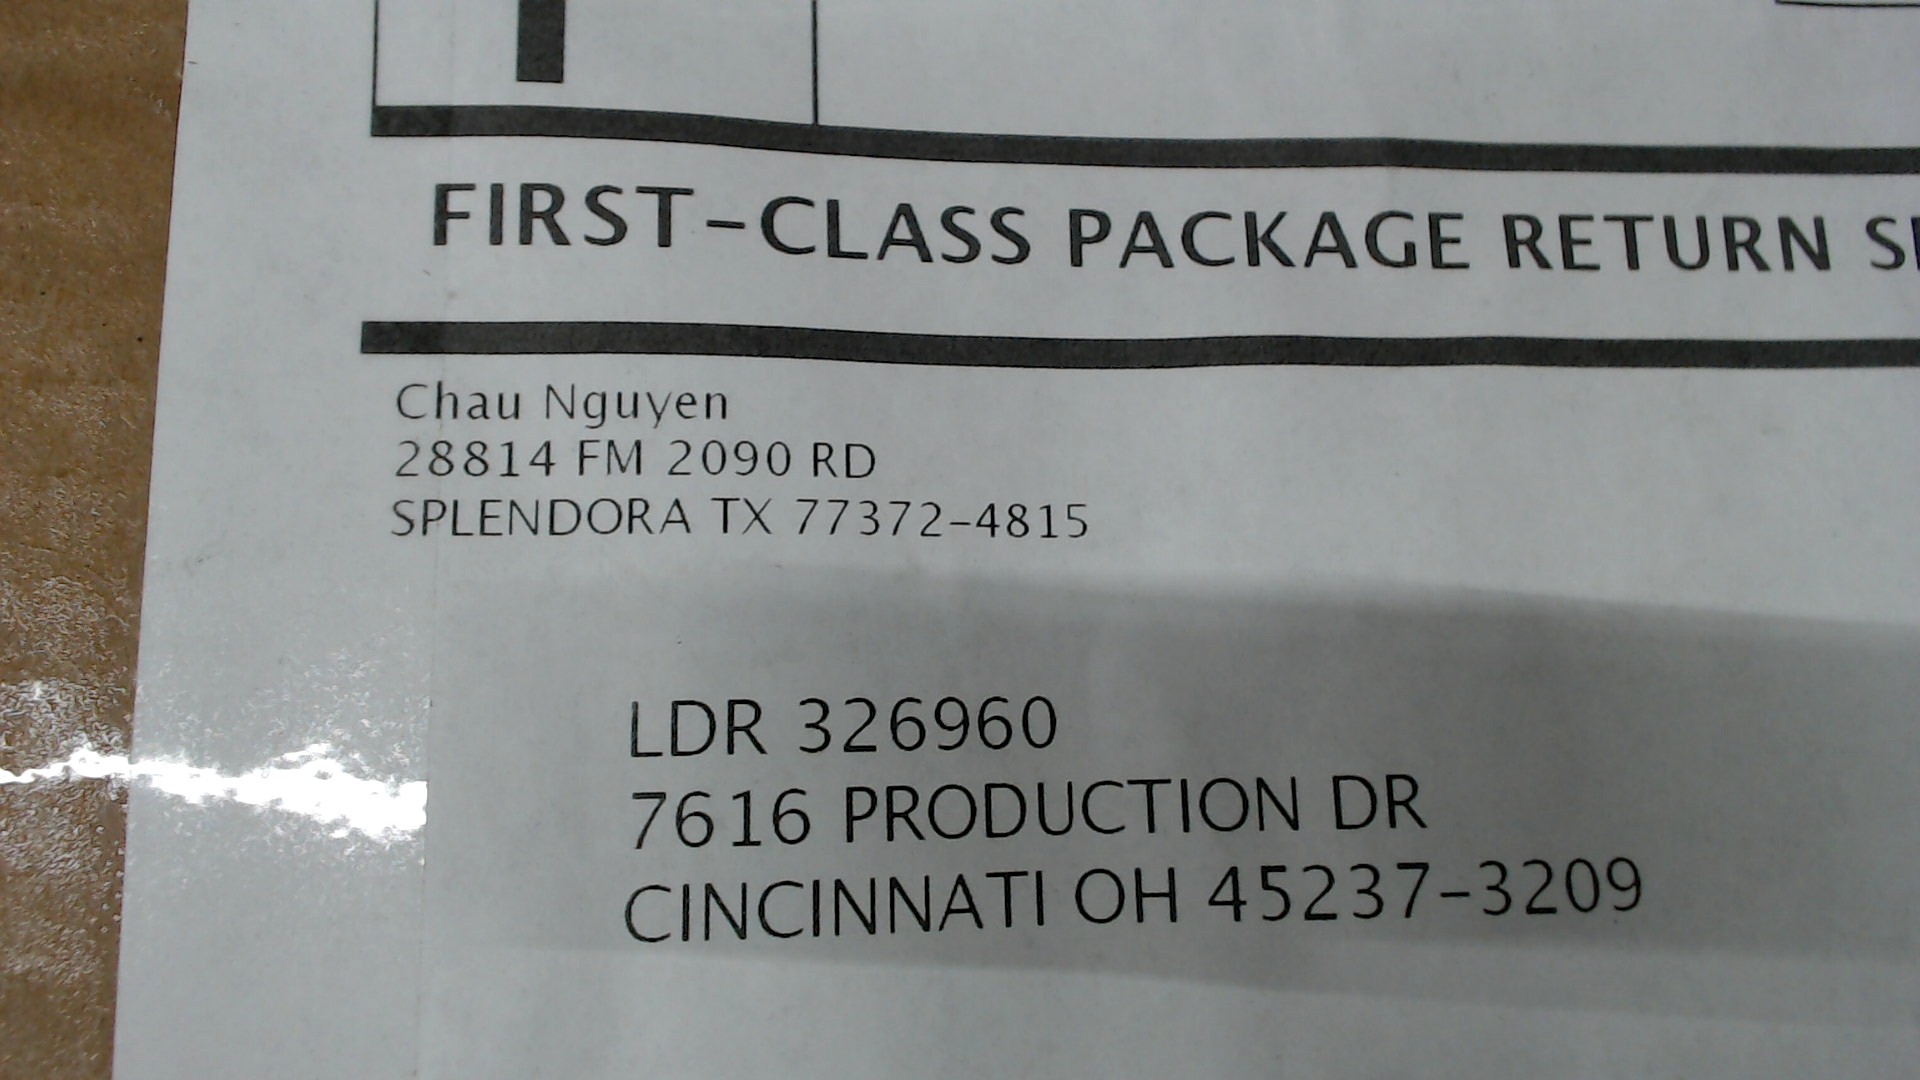 FIRST-CLASS PACKAGE RETURN
Chau Nguyen
28814 FM 2090 RD
SPLENDORA TX 77372-4815
LDR 326960
7616 PRODUCTION DR
CINCINNATI OH 45237-3209